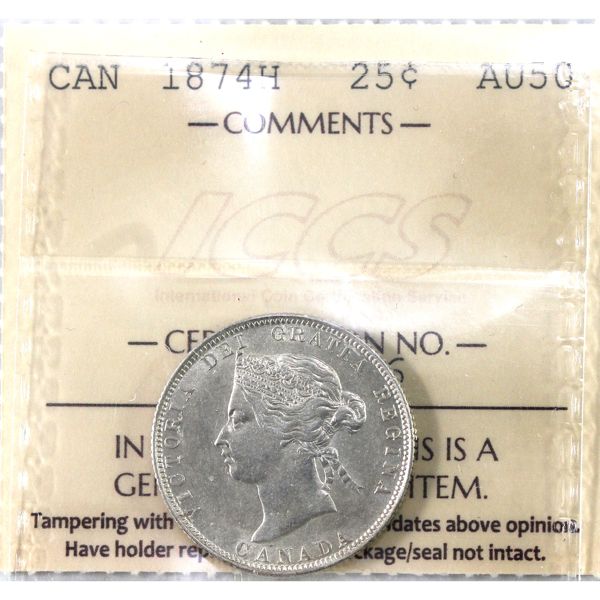 CAN 1874H 25¢ AU50
—COMMENTS—
ICCS
International Coin Certification Service
— CER N NO. —
S
IN IS IS A
GE ITEM.
Tampering with dates above opinion.
Have holder rep ckage/seal not intact.
VICTORIA DEI GRATIA REGINA
CANADA